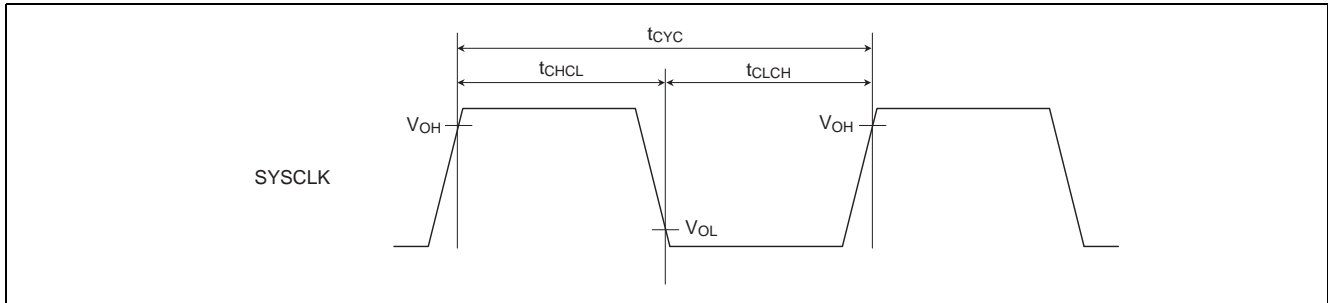 tCYC
tCHCL
tCLCH
VOH
VOH
SYSCLK
VOL